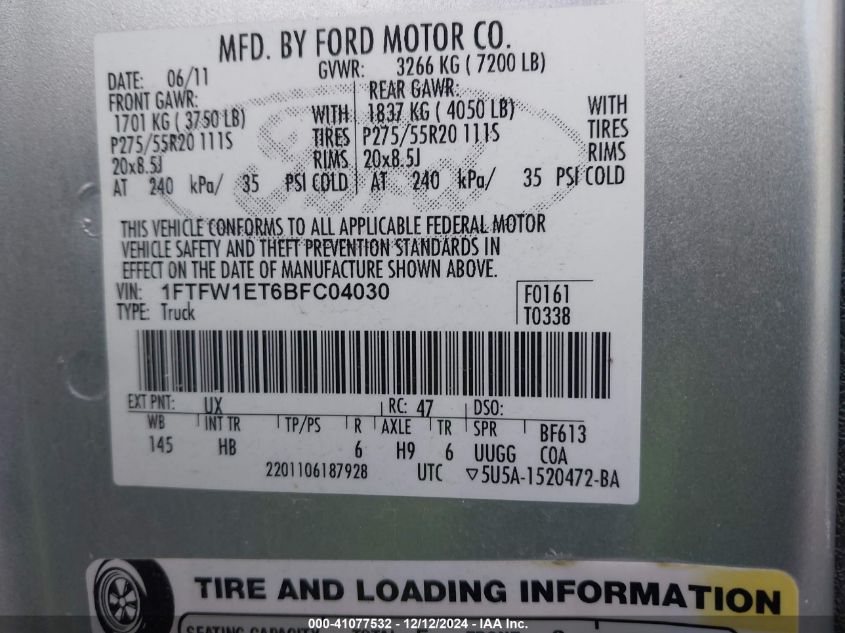 MFD. BY FORD MOTOR CO.
DATE: 06/11 GVWR: 3266 KG ( 7200 LB)
FRONT GAWR: REAR GAWR:
1701 KG ( 3750 LB) WITH 1837 KG ( 4050 LB) WITH
P275/55R20 111S TIRES P275/55R20 111S TIRES
20x8.5J RIMS 20x8.5J RIMS
AT 240 kPa/ 35 PSI COLD AT 240 kPa/ 35 PSI COLD
Ford
THIS VEHICLE CONFORMS TO ALL APPLICABLE FEDERAL MOTOR
VEHICLE SAFETY AND THEFT PREVENTION STANDARDS IN
EFFECT ON THE DATE OF MANUFACTURE SHOWN ABOVE.
VIN: 1FTFW1ET6BFC04030 F0161
TYPE: Truck T0338
EXT PNT: UX RC: 47 DSO:
WB INT TR TP/PS R AXLE TR SPR BF613
145 HB 6 H9 6 UUGG COA
2201106187928 UTC ▽5U5A-1520472-BA
TIRE AND LOADING INFORMATION
SEATING CAPACITY TOTAL
000-41077532 - 12/12/2024 - IAA Inc.